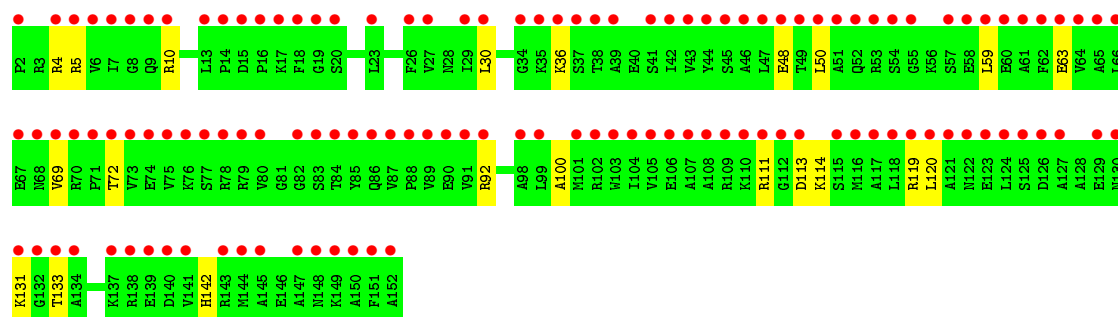 P2 R3 R4 R5 V6 I7 G8 Q9 R10 L13 P14 D15 P16 K17 F18 G19 S20 L23 F26 V27 N28 I29 L30 G34 K35 K36 S37 T38 A39 E40 S41 I42 V43 Y44 S45 A46 L47 E48 T49 L50 A51 Q52 R53 S54 G55 K56 S57 E58 L59 E60 A61 F62 E63 V64 A65 L66
E67 N68 V69 R70 P71 T72 V73 E74 V75 K76 S77 R78 R79 V80 G81 G82 S83 T84 Y85 Q86 V87 P88 V89 E90 V91 R92 A98 L99 A100 M101 R102 W103 I104 V105 E106 A107 A108 R109 K110 R111 G112 D113 K114 S115 M116 A117 L118 R119 L120 A121 N122 E123 L124 S125 D126 A127 A128 E129 N130
K131 G132 T133 A134 K137 R138 E139 D140 V141 H142 R143 M144 A145 E146 A147 N148 K149 A150 F151 A152